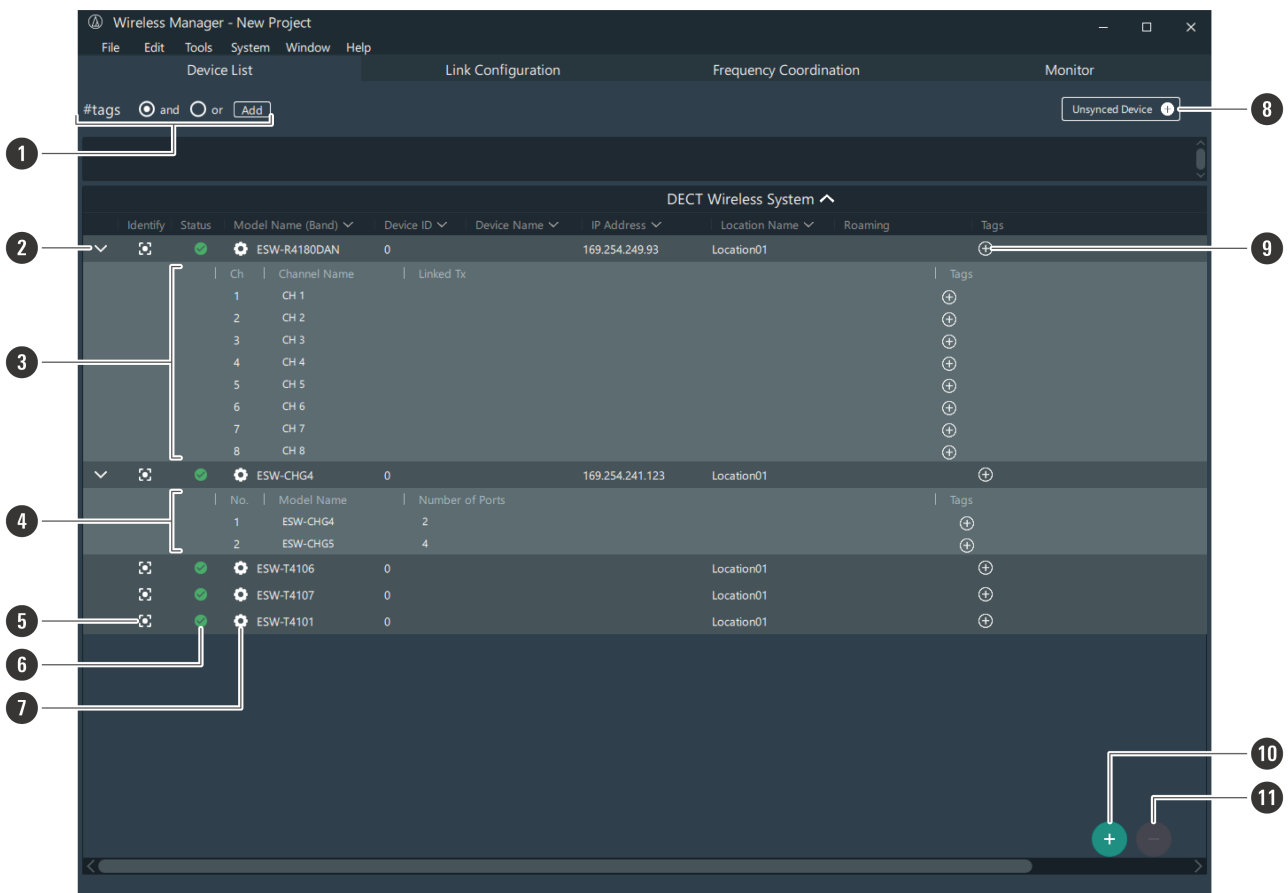 Wireless Manager - New Project
File Edit Tools System Window Help
Device List Link Configuration Frequency Coordination Monitor
#tags and or Add Unsynced Device 8
1
DECT Wireless System
Identify Status Model Name (Band) Device ID Device Name IP Address Location Name Roaming Tags
2 ESW-R4180DAN 0 169.254.249.93 Location01 9
Ch Channel Name Linked Tx Tags
1 CH 1
2 CH 2
3 CH 3
3 4 CH 4
5 CH 5
6 CH 6
7 CH 7
8 CH 8
ESW-CHG4 0 169.254.241.123 Location01
No. Model Name Number of Ports Tags
4 1 ESW-CHG4 2
2 ESW-CHG5 4
ESW-T4106 0 Location01
ESW-T4107 0 Location01
5 ESW-T4101 0 Location01
6
7
10
11